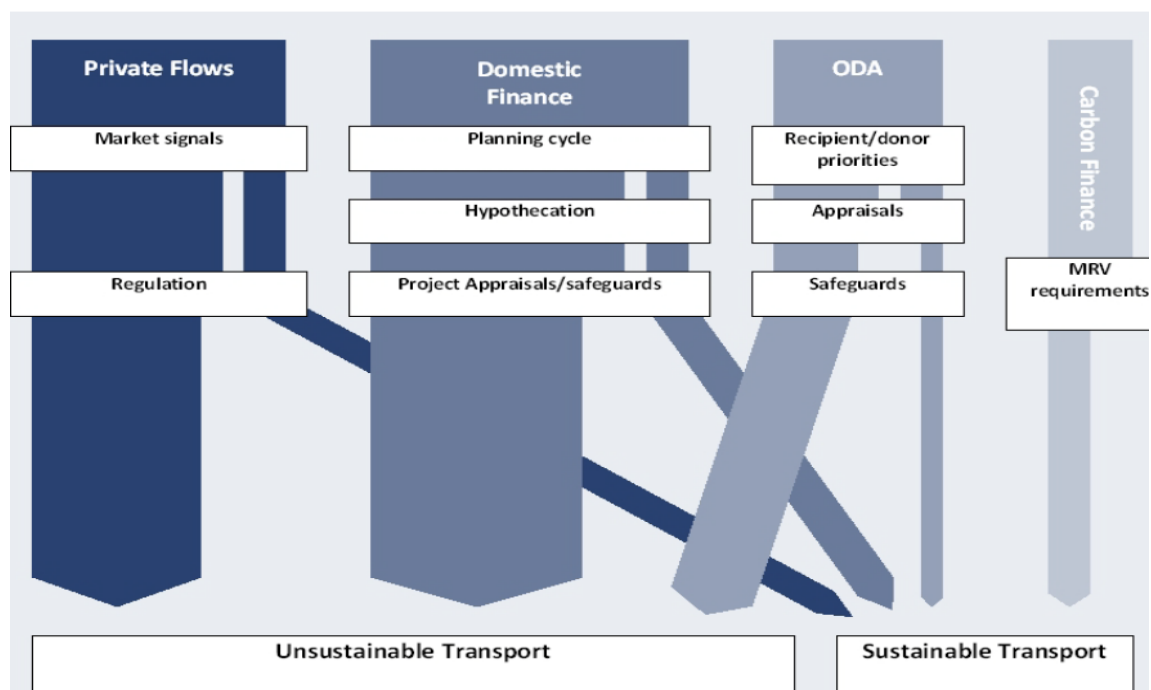 Private Flows
Domestic
Finance
ODA
Carbon Finance
Market signals
Planning cycle
Recipient/donor
priorities
Hypothecation
Appraisals
Regulation
Project Appraisals/safeguards
Safeguards
MRV
requirements
Unsustainable Transport
Sustainable Transport